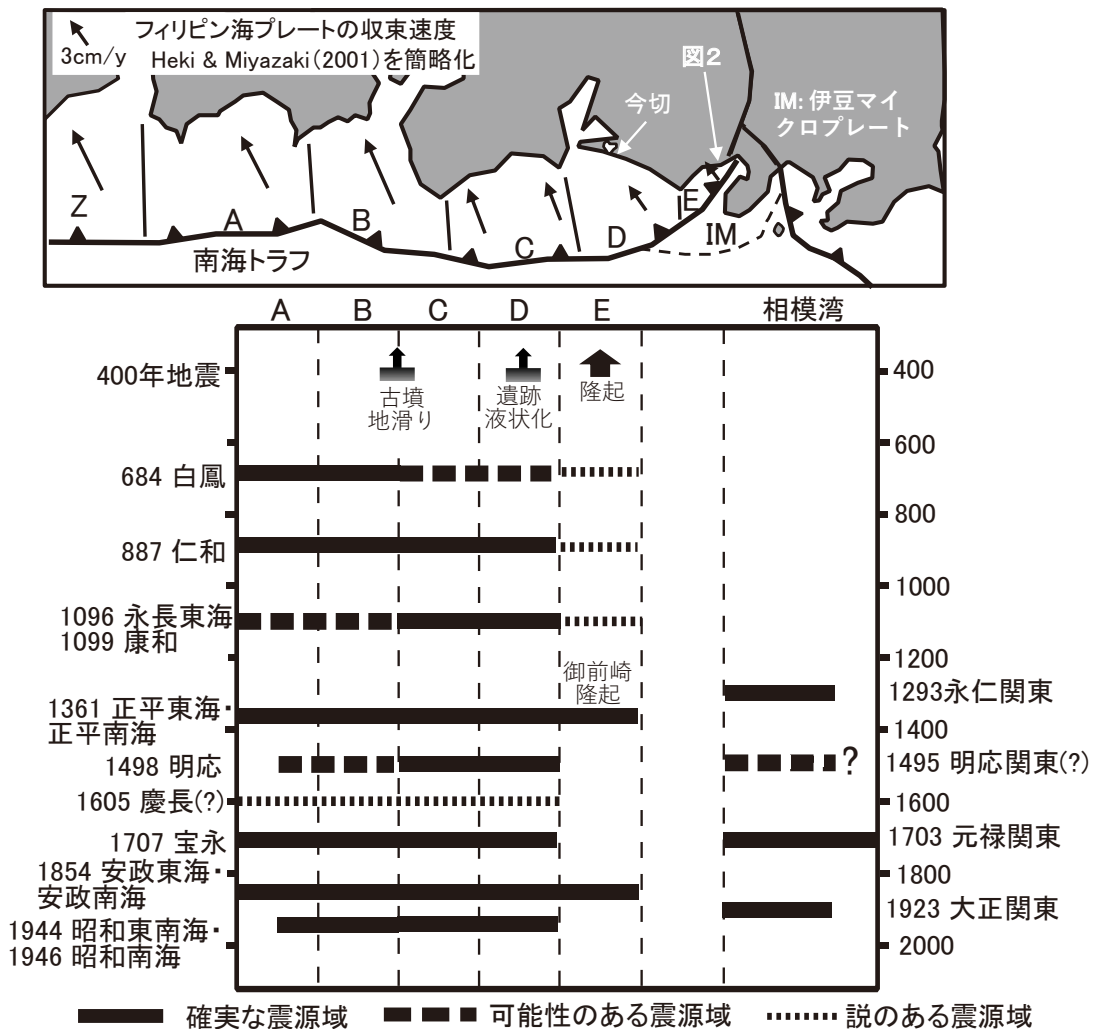 フィリピン海プレートの収束速度
3cm/y Heki & Miyazaki(2001)を簡略化
図2
今切
IM: 伊豆マイ
クロプレート
Z
A
B
C
D
E
IM
南海トラフ
A B C D E 相模湾
400年地震
400
古墳
地滑り
遺跡
液状化
隆起
600
684 白鳳
800
887 仁和
1000
1096 永長東海
1099 康和
1200
御前崎
隆起
1293永仁関東
1361 正平東海・
正平南海
1400
1498 明応
? 1495 明応関東(?)
1605 慶長(?)
1600
1707 宝永
1703 元禄関東
1854 安政東海・
安政南海
1800
1923 大正関東
1944 昭和東南海・
1946 昭和南海
2000
確実な震源域 可能性のある震源域 説のある震源域